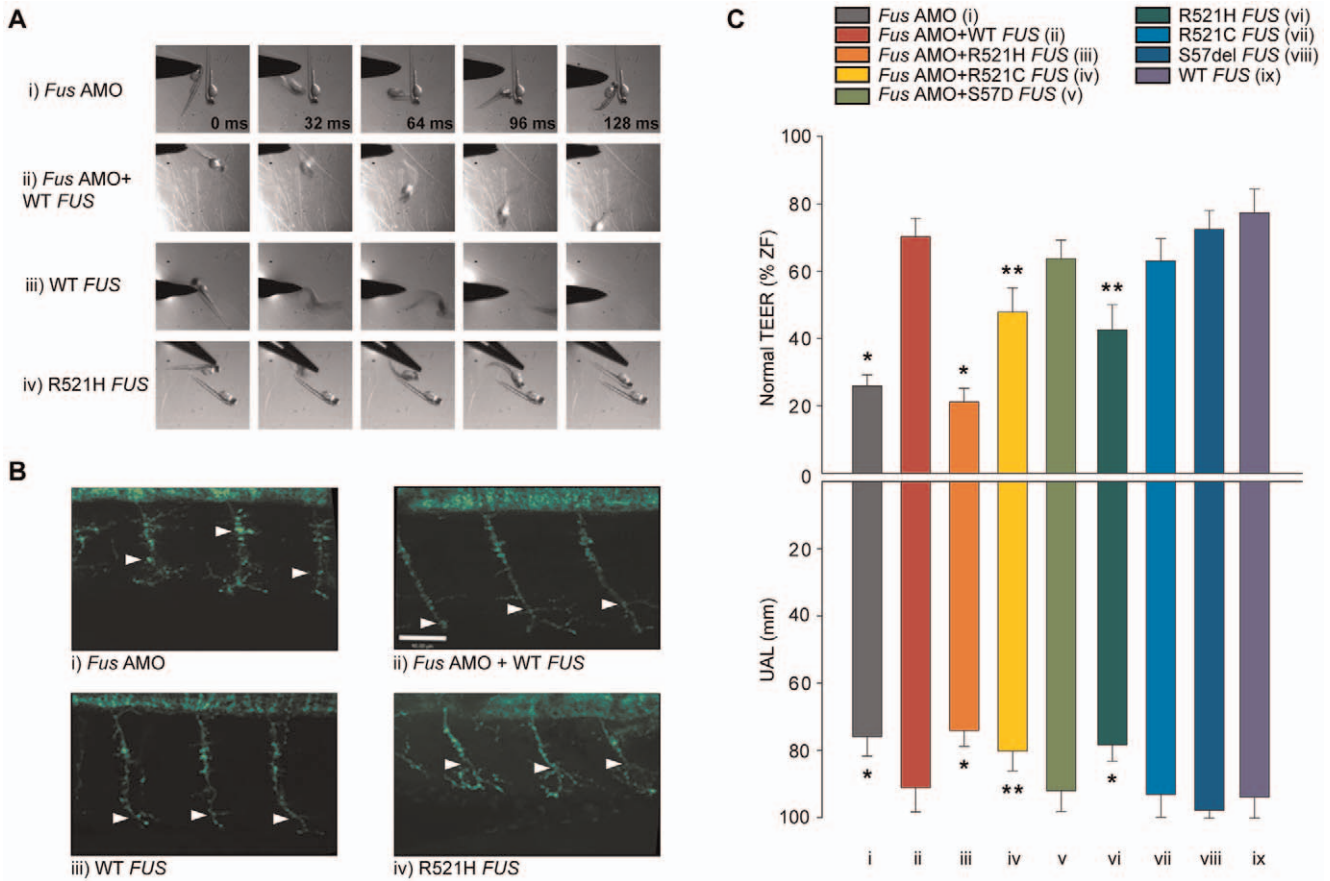 A
i) Fus AMO
0 ms
32 ms
64 ms
96 ms
128 ms
ii) Fus AMO+
WT FUS
iii) WT FUS
iv) R521H FUS
B
i) Fus AMO
ii) Fus AMO + WT FUS
iii) WT FUS
iv) R521H FUS
C
Fus AMO (i)
Fus AMO+WT FUS (ii)
Fus AMO+R521H FUS (iii)
Fus AMO+R521C FUS (iv)
Fus AMO+S57D FUS (v)
R521H FUS (vi)
R521C FUS (vii)
S57del FUS (viii)
WT FUS (ix)
Normal TEER (% ZF)
100
80
60
40
20
0
* * ** **
UAL (mm)
20
40
60
80
100
* * ** *
i ii iii iv v vi vii viii ix